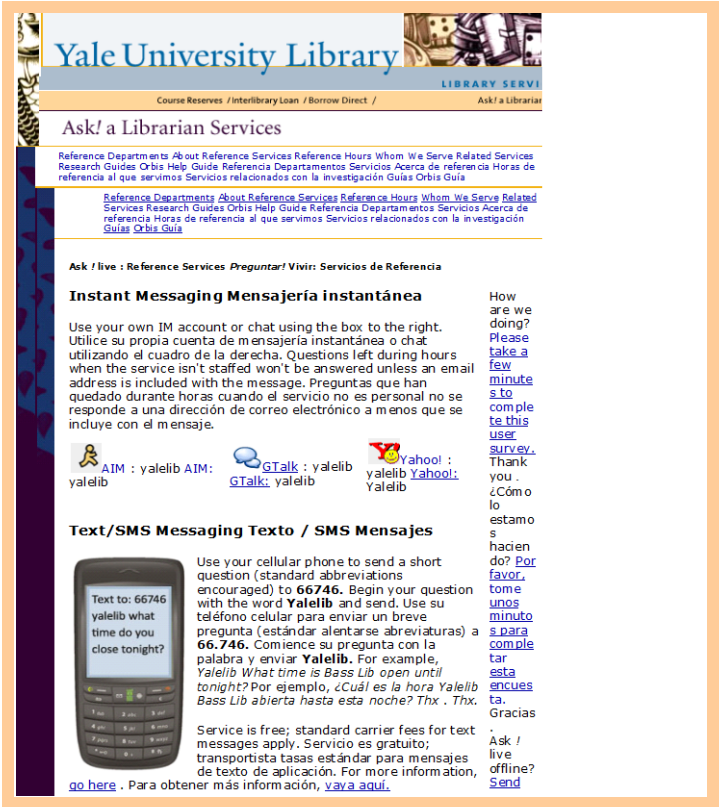 Yale University Library
LIBRARY SERVI
Course Reserves / Interlibrary Loan / Borrow Direct /
Ask! a Librarian
Ask! a Librarian Services
Reference Departments About Reference Services Reference Hours Whom We Serve Related Services
Research Guides Orbis Help Guide Referencia Departamentos Servicios Acerca de referencia Horas de
referencia al que servimos Servicios relacionados con la investigación Guías Orbis Guía
Reference Departments About Reference Services Reference Hours Whom We Serve Related
Services Research Guides Orbis Help Guide Referencia Departamentos Servicios Acerca de
referencia Horas de referencia al que servimos Servicios relacionados con la investigación
Guías Orbis Guía
Ask ! live : Reference Services Preguntar! Vivir: Servicios de Referencia
Instant Messaging Mensajería instantánea
Use your own IM account or chat using the box to the right.
Utilice su propia cuenta de mensajería instantánea o chat
utilizando el cuadro de la derecha. Questions left during hours
when the service isn't staffed won't be answered unless an email
address is included with the message. Preguntas que han
quedado durante horas cuando el servicio no es personal no se
responde a una dirección de correo electrónico a menos que se
incluye con el mensaje.
AIM : yalelib AIM:
yalelib
GTalk : yalelib
GTalk: yalelib
Yahoo! :
yalelib Yahoo!:
Yalelib
Text/SMS Messaging Texto / SMS Mensajes
Text to: 66746
yalelib what
time do you
close tonight?
Use your cellular phone to send a short
question (standard abbreviations
encouraged) to 66746. Begin your question
with the word Yalelib and send. Use su
teléfono celular para enviar un breve
pregunta (estándar alentarse abreviaturas) a
66.746. Comience su pregunta con la
palabra y enviar Yalelib. For example,
Yalelib What time is Bass Lib open until
tonight? Por ejemplo, ¿Cuál es la hora Yalelib
Bass Lib abierta hasta esta noche? Thx . Thx.
Service is free; standard carrier fees for text
messages apply. Servicio es gratuito;
transportista tasas estándar para mensajes
de texto de aplicación. For more information,
go here . Para obtener más información, vaya aquí.
How
are we
doing?
Please
take a
few
minute
s to
comple
te this
user
survey.
Thank
you .
¿Cómo
lo
estamo
s
hacien
do? Por
favor,
tome
unos
minuto
s para
comple
tar
esta
encues
ta.
Gracias
.
Ask !
live
offline?
Send